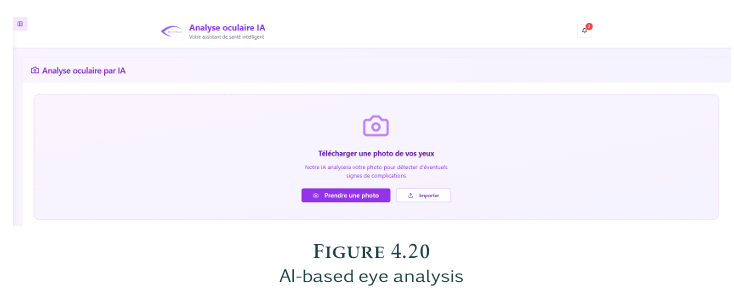 Analyse oculaire IA
Votre assistant de santé intelligent
Analyse oculaire par IA
Télécharger une photo de vos yeux
Notre IA analysera votre photo pour détecter d'éventuels
signes de complications
Prendre une photo
Importer
FIGURE 4.20
AI-based eye analysis